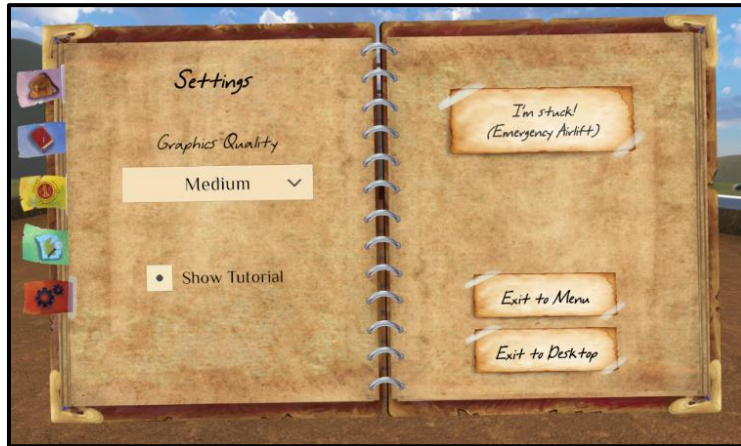 Settings
Graphics Quality
Medium
Show Tutorial
I'm stuck!
(Emergency Airlift)
Exit to Menu
Exit to Desktop